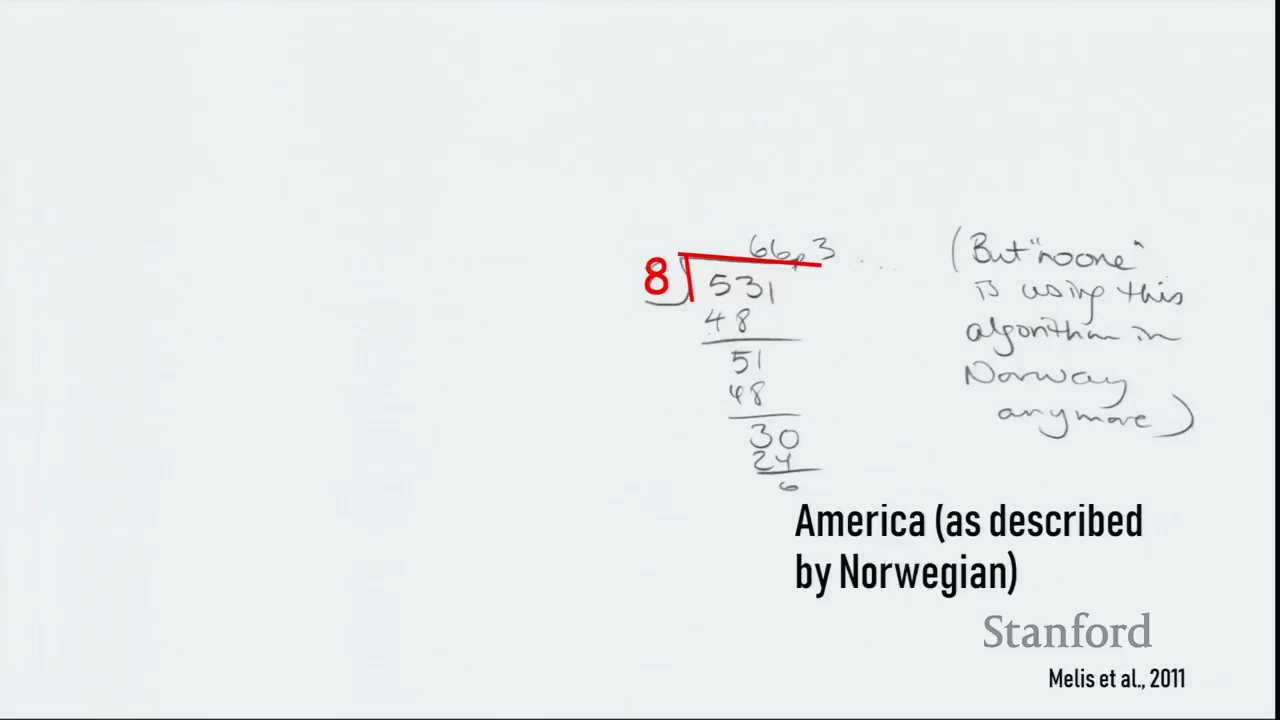 66,3 ....
8 531
48
51
48
30
24
6
(But "noone"
is using this
algorithm in
Norway
anymore)
America (as described
by Norwegian)
Stanford
Melis et al., 2011